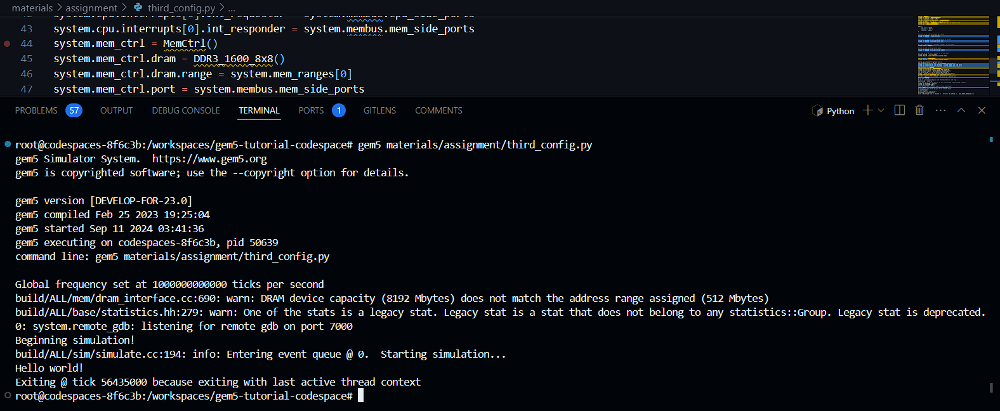 materials > assignment > third_config.py > ...
system.cpu.interrupts[0].int_requestor = system.membus.cpu_side_ports
43 system.cpu.interrupts[0].int_responder = system.membus.mem_side_ports
44 system.mem_ctrl = MemCtrl()
45 system.mem_ctrl.dram = DDR3_1600_8x8()
46 system.mem_ctrl.dram.range = system.mem_ranges[0]
47 system.mem_ctrl.port = system.membus.mem_side_ports
PROBLEMS 57 OUTPUT DEBUG CONSOLE TERMINAL PORTS 1 GITLENS COMMENTS Python
root@codespaces-8f6c3b:/workspaces/gem5-tutorial-codespace# gem5 materials/assignment/third_config.py
gem5 Simulator System.  https://www.gem5.org
gem5 is copyrighted software; use the --copyright option for details.
gem5 version [DEVELOP-FOR-23.0]
gem5 compiled Feb 25 2023 19:25:04
gem5 started Sep 11 2024 03:41:36
gem5 executing on codespaces-8f6c3b, pid 50639
command line: gem5 materials/assignment/third_config.py
Global frequency set at 1000000000000 ticks per second
build/ALL/mem/dram_interface.cc:690: warn: DRAM device capacity (8192 Mbytes) does not match the address range assigned (512 Mbytes)
build/ALL/base/statistics.hh:279: warn: One of the stats is a legacy stat. Legacy stat is a stat that does not belong to any statistics::Group. Legacy stat is deprecated.
0: system.remote_gdb: listening for remote gdb on port 7000
Beginning simulation!
build/ALL/sim/simulate.cc:194: info: Entering event queue @ 0.  Starting simulation...
Hello world!
Exiting @ tick 56435000 because exiting with last active thread context
root@codespaces-8f6c3b:/workspaces/gem5-tutorial-codespace#